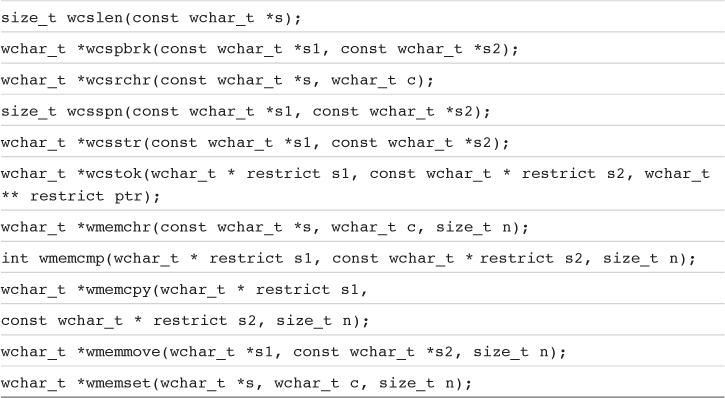 size_t wcslen(const wchar_t *s);
wchar_t *wcspbrk(const wchar_t *s1, const wchar_t *s2);
wchar_t *wcsrchr(const wchar_t *s, wchar_t c);
size_t wcsspn(const wchar_t *s1, const wchar_t *s2);
wchar_t *wcsstr(const wchar_t *s1, const wchar_t *s2);
wchar_t *wcstok(wchar_t * restrict s1, const wchar_t * restrict s2, wchar_t
** restrict ptr);
wchar_t *wmemchr(const wchar_t *s, wchar_t c, size_t n);
int wmemcmp(wchar_t * restrict s1, const wchar_t * restrict s2, size_t n);
wchar_t *wmemcpy(wchar_t * restrict s1,
const wchar_t * restrict s2, size_t n);
wchar_t *wmemmove(wchar_t *s1, const wchar_t *s2, size_t n);
wchar_t *wmemset(wchar_t *s, wchar_t c, size_t n);